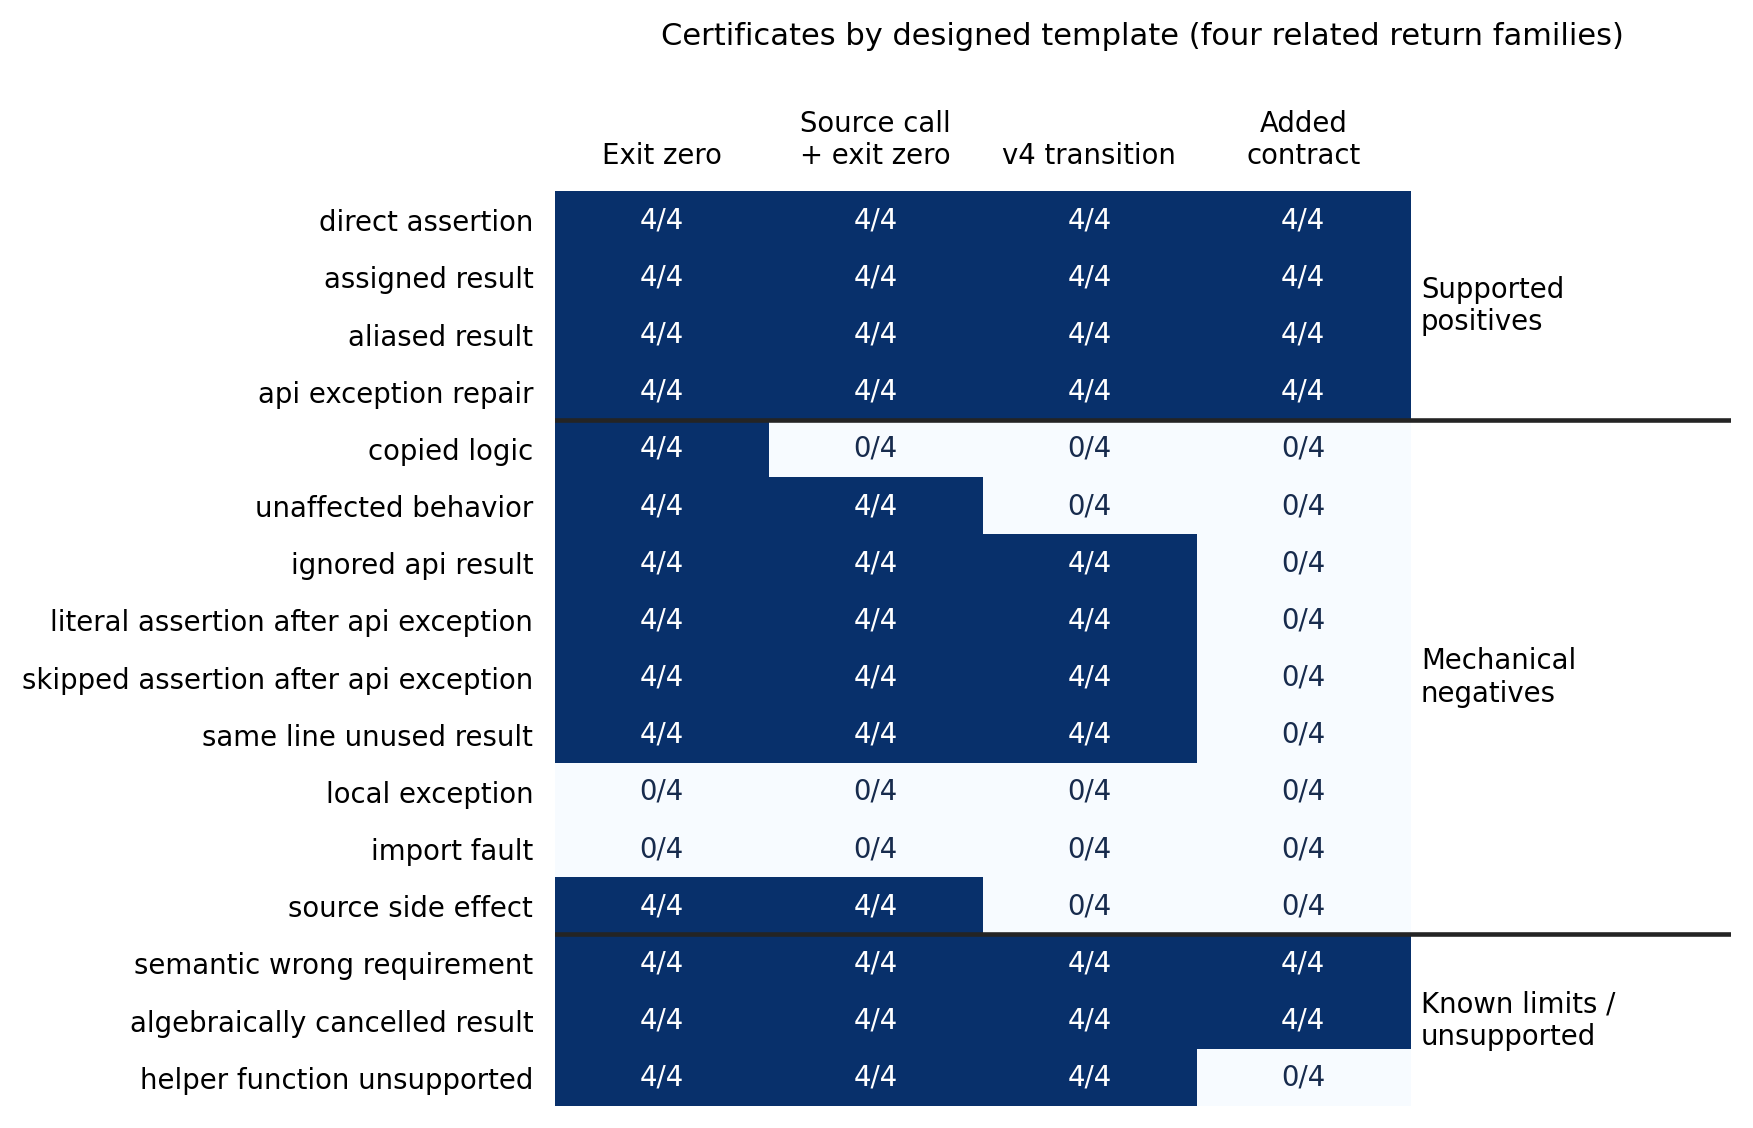 Certificates by designed template (four related return families)
Exit zero
Source call
+ exit zero
v4 transition
Added
contract
direct assertion 4/4 4/4 4/4 4/4
assigned result 4/4 4/4 4/4 4/4
aliased result 4/4 4/4 4/4 4/4
api exception repair 4/4 4/4 4/4 4/4
Supported
positives
copied logic 4/4 0/4 0/4 0/4
unaffected behavior 4/4 4/4 0/4 0/4
ignored api result 4/4 4/4 4/4 0/4
literal assertion after api exception 4/4 4/4 4/4 0/4
skipped assertion after api exception 4/4 4/4 4/4 0/4
same line unused result 4/4 4/4 4/4 0/4
local exception 0/4 0/4 0/4 0/4
import fault 0/4 0/4 0/4 0/4
source side effect 4/4 4/4 0/4 0/4
Mechanical
negatives
semantic wrong requirement 4/4 4/4 4/4 4/4
algebraically cancelled result 4/4 4/4 4/4 4/4
helper function unsupported 4/4 4/4 4/4 0/4
Known limits /
unsupported